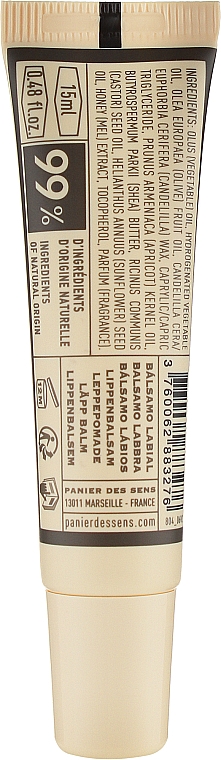 INGREDIENTS: OLUS (VEGETABLE) OIL, HYDROGENATED VEGETABLE
OIL, OLEA EUROPAEA (OLIVE) FRUIT OIL, CANDELILLA CERA/
EUPHORBIA CERIFERA (CANDELILLA) WAX, CAPRYLIC/CAPRIC
TRIGLYCERIDE, PRUNUS ARMENIACA (APRICOT) KERNEL OIL,
BUTYROSPERMUM PARKII (SHEA) BUTTER, RICINUS COMMUNIS
(CASTOR) SEED OIL, HELIANTHUS ANNUUS (SUNFLOWER) SEED
OIL, HONEY (MEL) EXTRACT, TOCOPHEROL, PARFUM (FRAGRANCE).
15ml
0.48 fl.oz.
99%
D'INGRÉDIENTS
D'ORIGINE NATURELLE
INGREDIENTS
OF NATURAL ORIGIN
3 760062 883276
BÁLSAMO LABIAL
BALSAMO LABBRA
BÁLSAMO LÁBIOS
LIPPENBALSAM
LEPPEPOMADE
LÄPP BALM
LIPPENBALSEM
12M
PANIER DES SENS
13011 MARSEILLE - FRANCE
panierdessens.com